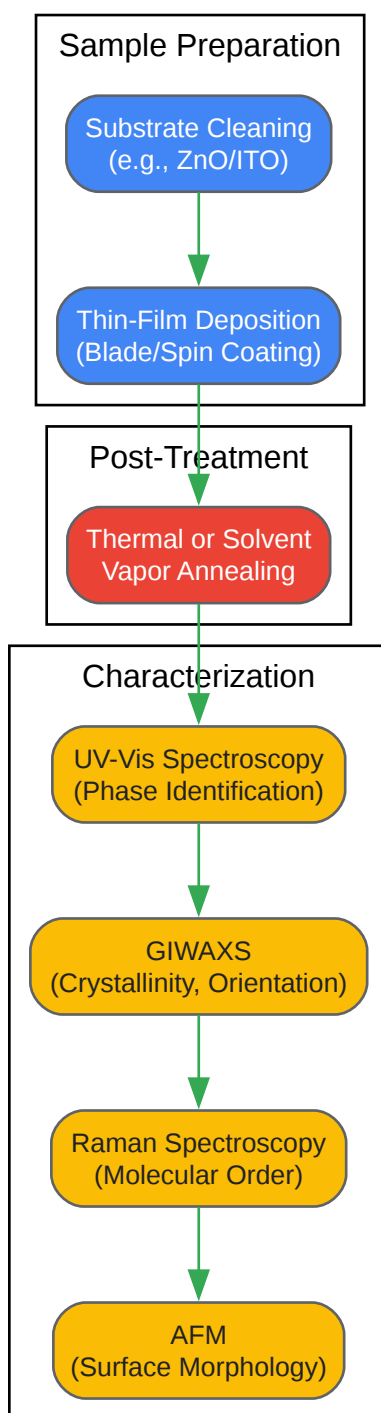 Sample Preparation
Substrate Cleaning
(e.g., ZnO/ITO)
Thin-Film Deposition
(Blade/Spin Coating)
Post-Treatment
Thermal or Solvent
Vapor Annealing
Characterization
UV-Vis Spectroscopy
(Phase Identification)
GIWAXS
(Crystallinity, Orientation)
Raman Spectroscopy
(Molecular Order)
AFM
(Surface Morphology)